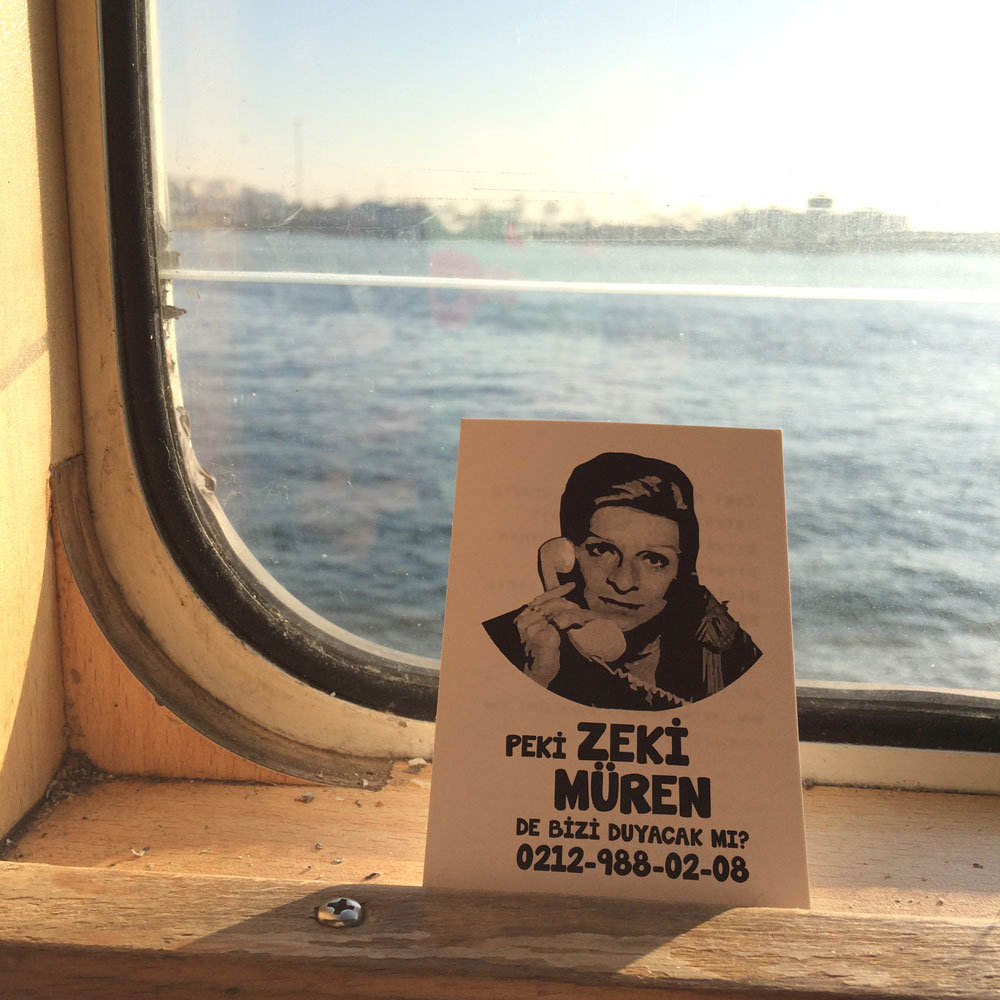 PEKİ ZEKİ
MÜREN
DE BİZİ DUYACAK MI?
0212-988-02-08